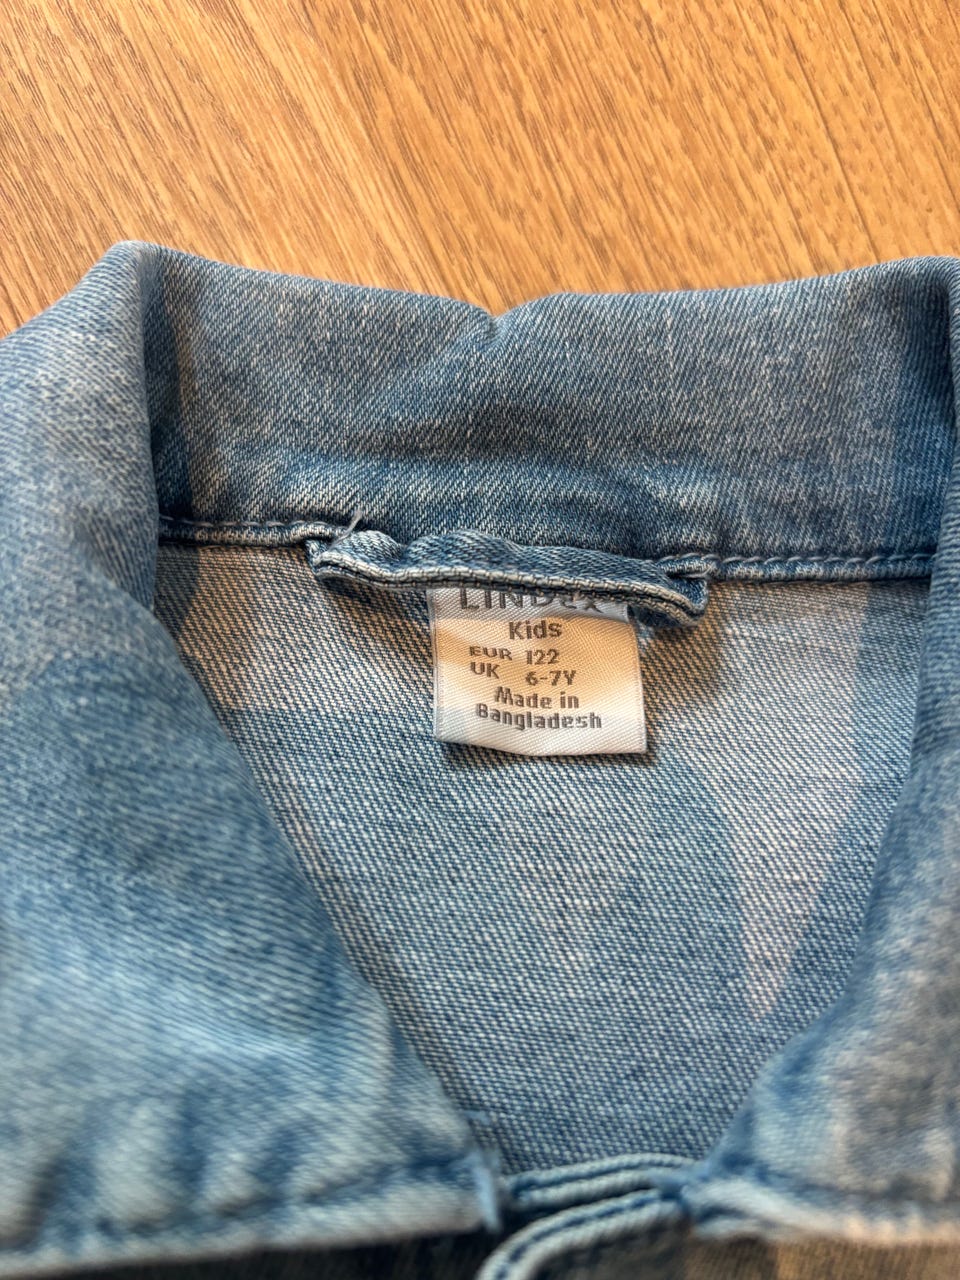 LINDEX
Kids
EUR 122
UK 6-7Y
Made in
Bangladesh